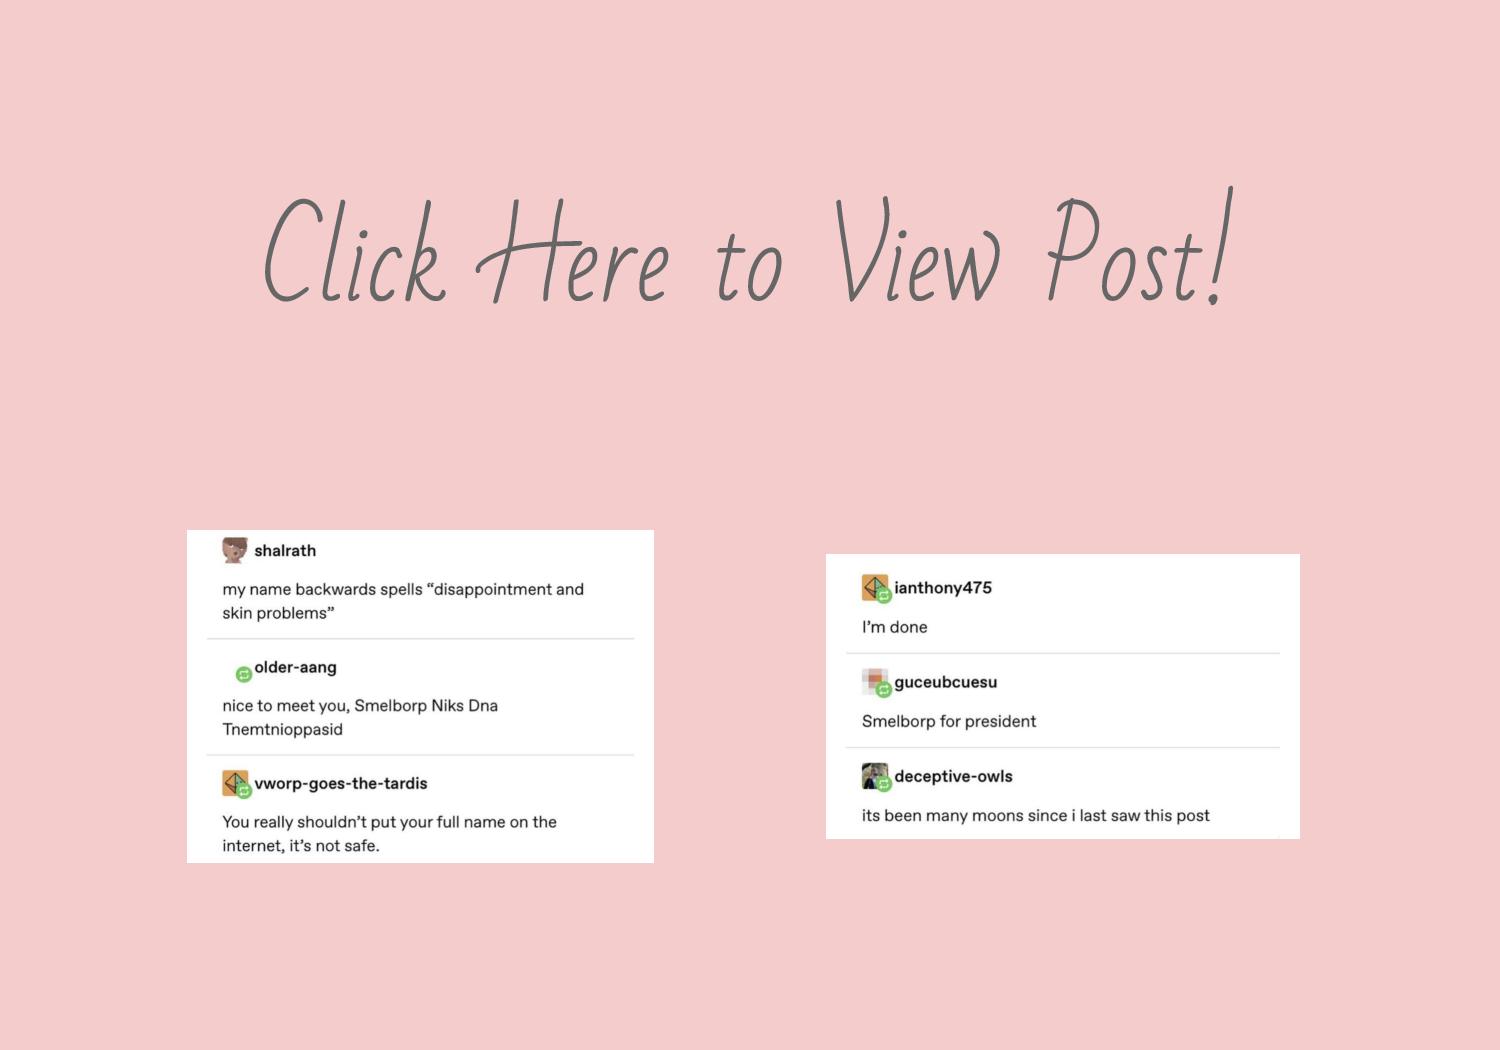 Click Here to View Post!
shalrath
my name backwards spells “disappointment and
skin problems”
older-aang
nice to meet you, Smelborp Niks Dna
Tnemtnioppasid
vworp-goes-the-tardis
You really shouldn’t put your full name on the
internet, it’s not safe.
ianthony475
I’m done
guceubcuesu
Smelborp for president
deceptive-owls
its been many moons since i last saw this post